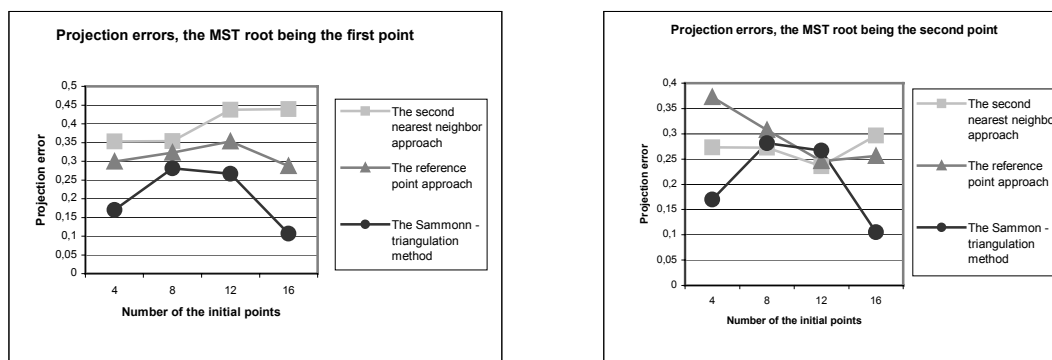 Projection errors, the MST root being the first point
0,5
0,45
0,4
0,35
0,3
0,25
0,2
0,15
0,1
0,05
0
Projection error
4 8 12 16
Number of the initial points
The second
nearest neighbor
approach
The reference
point approach
The Sammonn -
triangulation
method
Projection errors, the MST root being the second point
0,4
0,35
0,3
0,25
0,2
0,15
0,1
0,05
0
Projection error
4 8 12 16
Number of the initial points
The second
nearest neighbor
approach
The reference
point approach
The Sammon -
triangulation
method